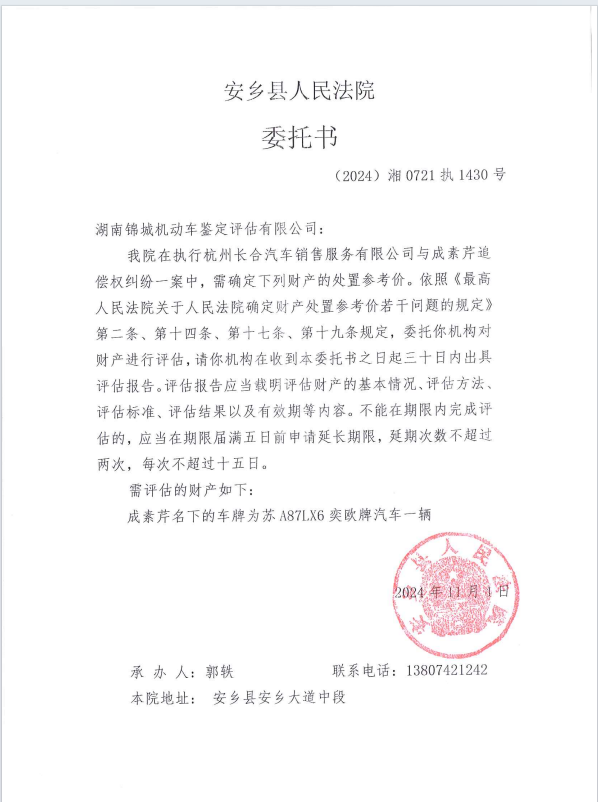 安乡县人民法院
委托书
（2024）湘 0721 执 1430 号
湖南锦城机动车鉴定评估有限公司：
我院在执行杭州长合汽车销售服务有限公司与成素芹追
偿权纠纷一案中，需确定下列财产的处置参考价。依照《最高
人民法院关于人民法院确定财产处置参考价若干问题的规定》
第二条、第十四条、第十七条、第十九条规定，委托你机构对
财产进行评估，请你机构在收到本委托书之日起三十日内出具
评估报告。评估报告应当载明评估财产的基本情况、评估方法、
评估标准、评估结果以及有效期等内容。不能在期限内完成评
估的，应当在期限届满五日前申请延长期限，延期次数不超过
两次，每次不超过十五日。
需评估的财产如下：
成素芹名下的车牌为苏 A87LX6 奕欧牌汽车一辆
安乡县人民法院
2024 年 11 月 4 日
承 办 人：郭轶 联系电话：13807421242
本院地址： 安乡县安乡大道中段